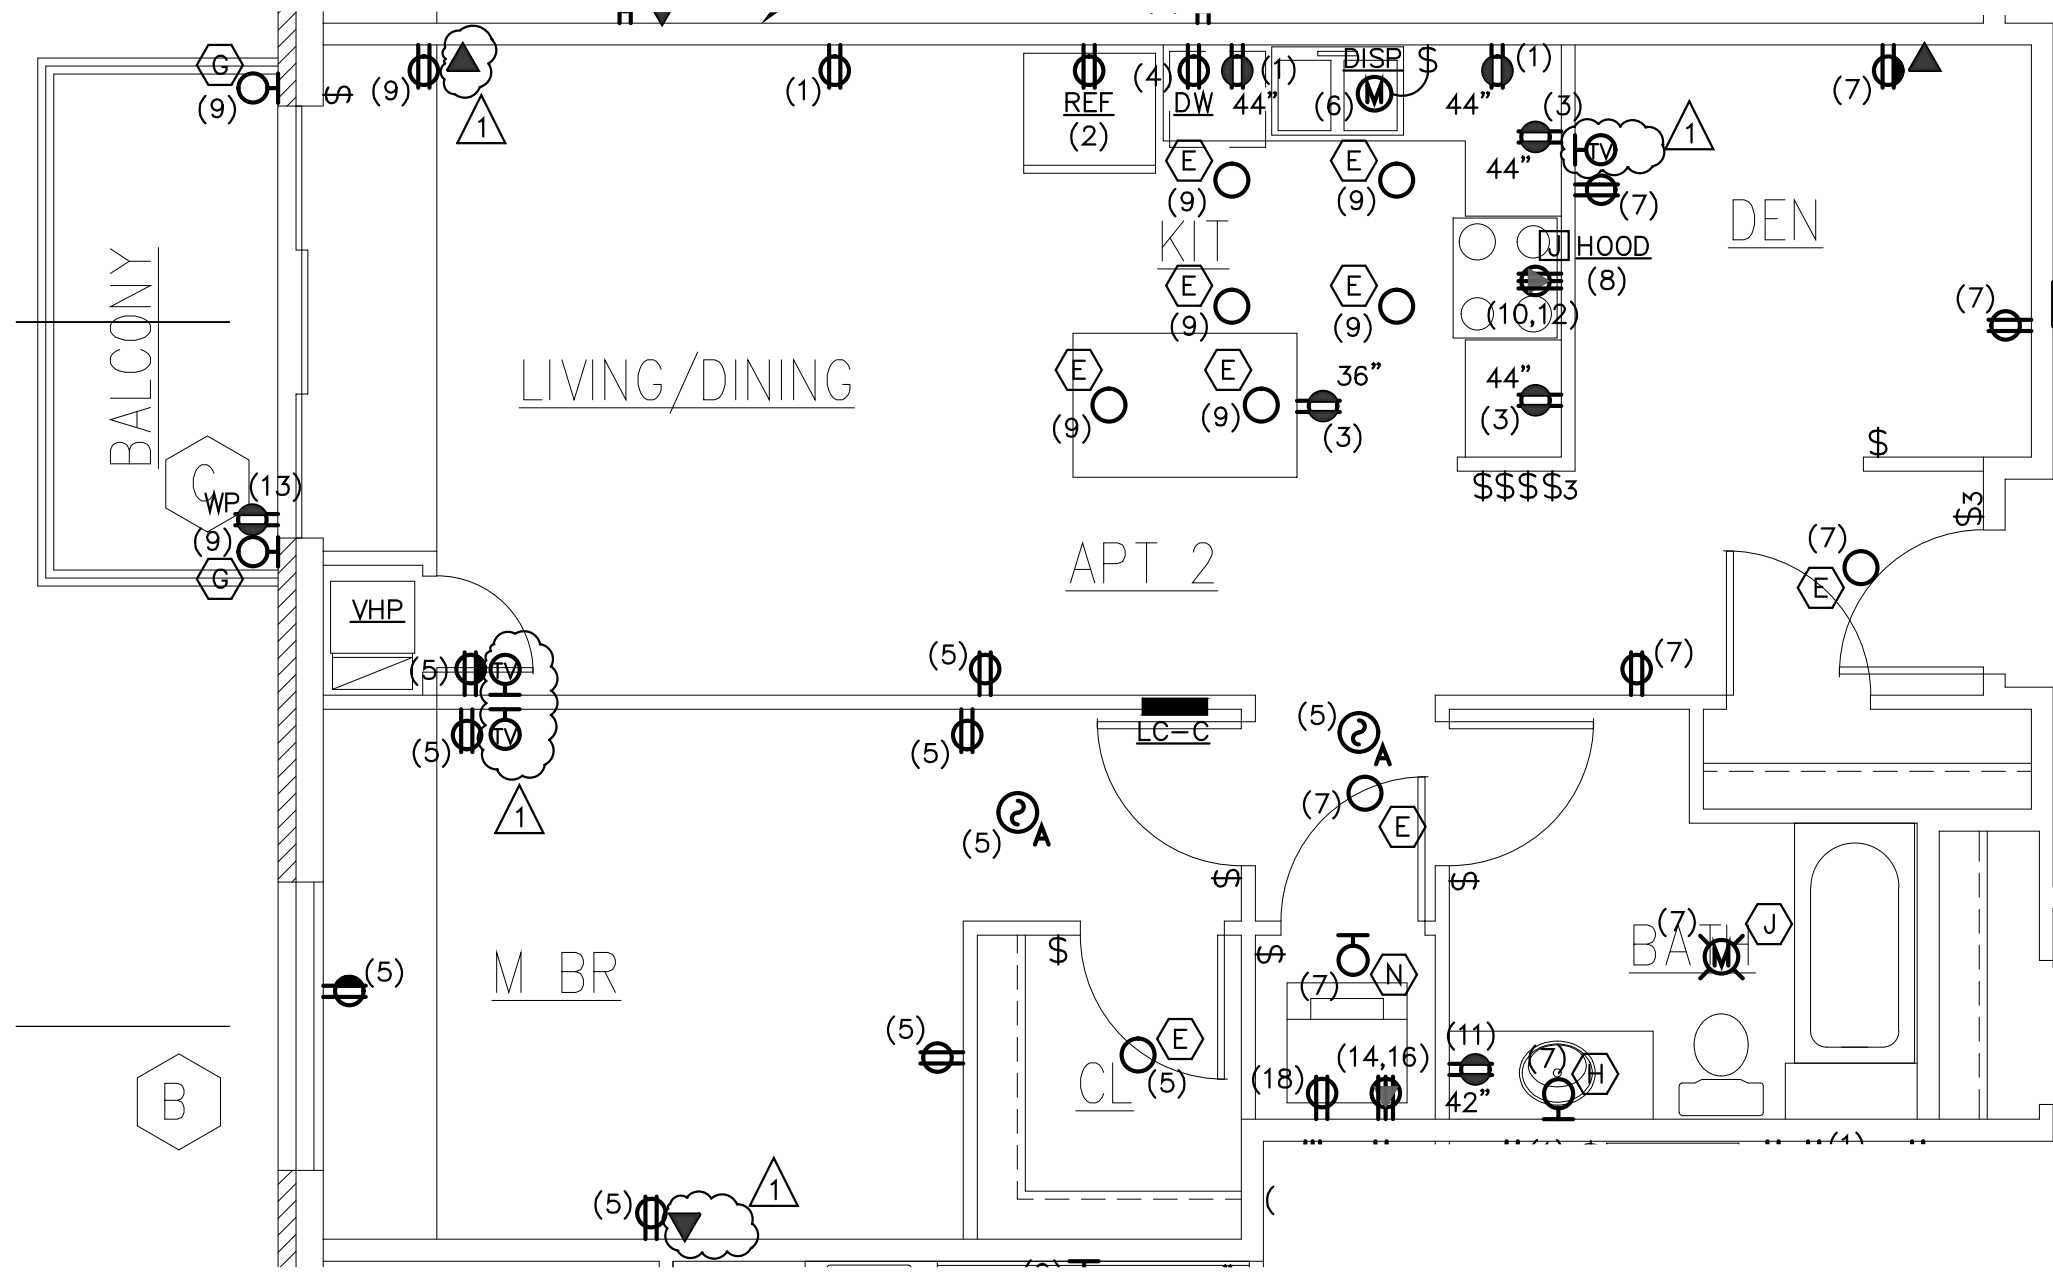 G
(9)
$
(9)
1
(1)
REF
(2)
(4)
DW
(1)
44"
(6)
DISP
$
M
44"
(1)
(3)
44"
TV
1
(7)
(7)
DEN
E
(9)
E
(9)
KIT
J
HOOD
(8)
(10,12)
E
(9)
E
(9)
(7)
BALCONY
LIVING/DINING
E
(9)
E
(9)
36"
(3)
44"
(3)
$
$$$$3
$3
C
WP
(13)
(9)
G
APT 2
(7)
E
VHP
(5)
TV
(5)
(7)
(5)
TV
(5)
LC-C
(5)
A
1
(5)
A
(7)
E
$
$
M BR
(5)
$
$
(7)
N
(7)
J
BATH
M
(5)
E
(5)
CL
(18)
(14,16)
(11)
42"
(7)
H
B
(5)
1
(